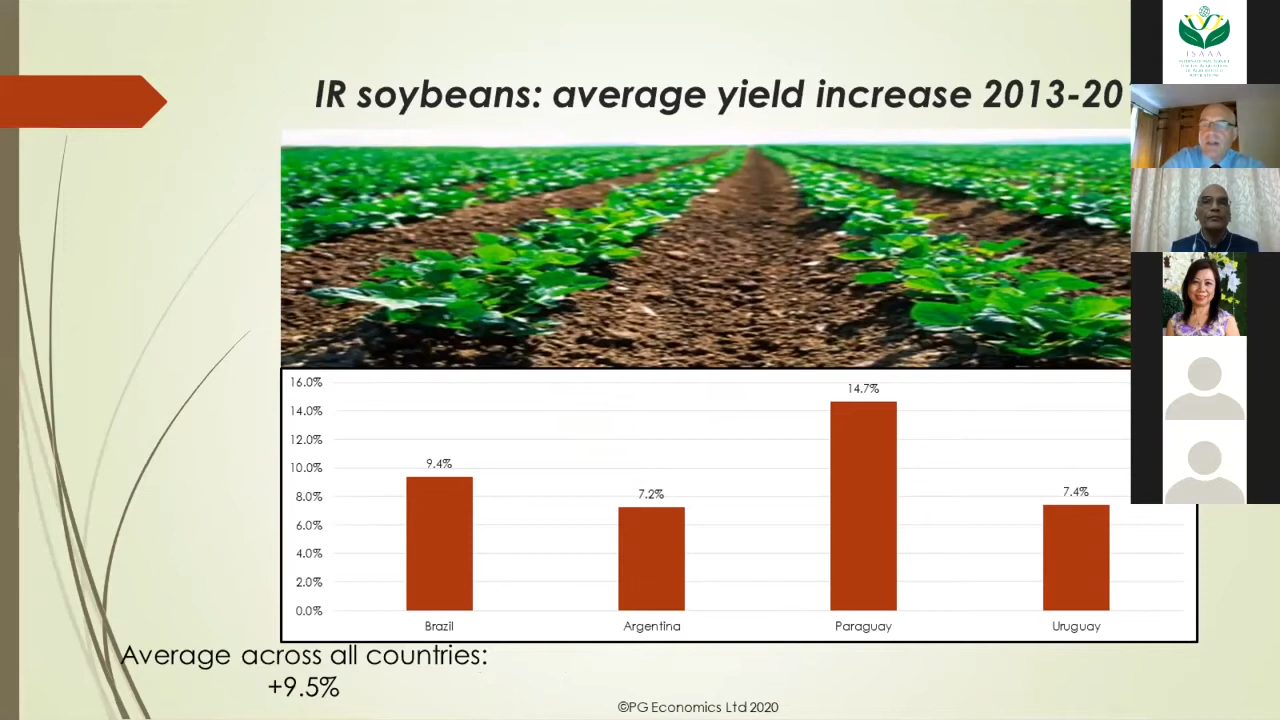 IR soybeans: average yield increase 2013-20
ISAAA
16.0%
14.0%
12.0%
10.0%
8.0%
6.0%
4.0%
2.0%
0.0%
9.4%
7.2%
14.7%
7.4%
Brazil
Argentina
Paraguay
Uruguay
Average across all countries:
+9.5%
©PG Economics Ltd 2020